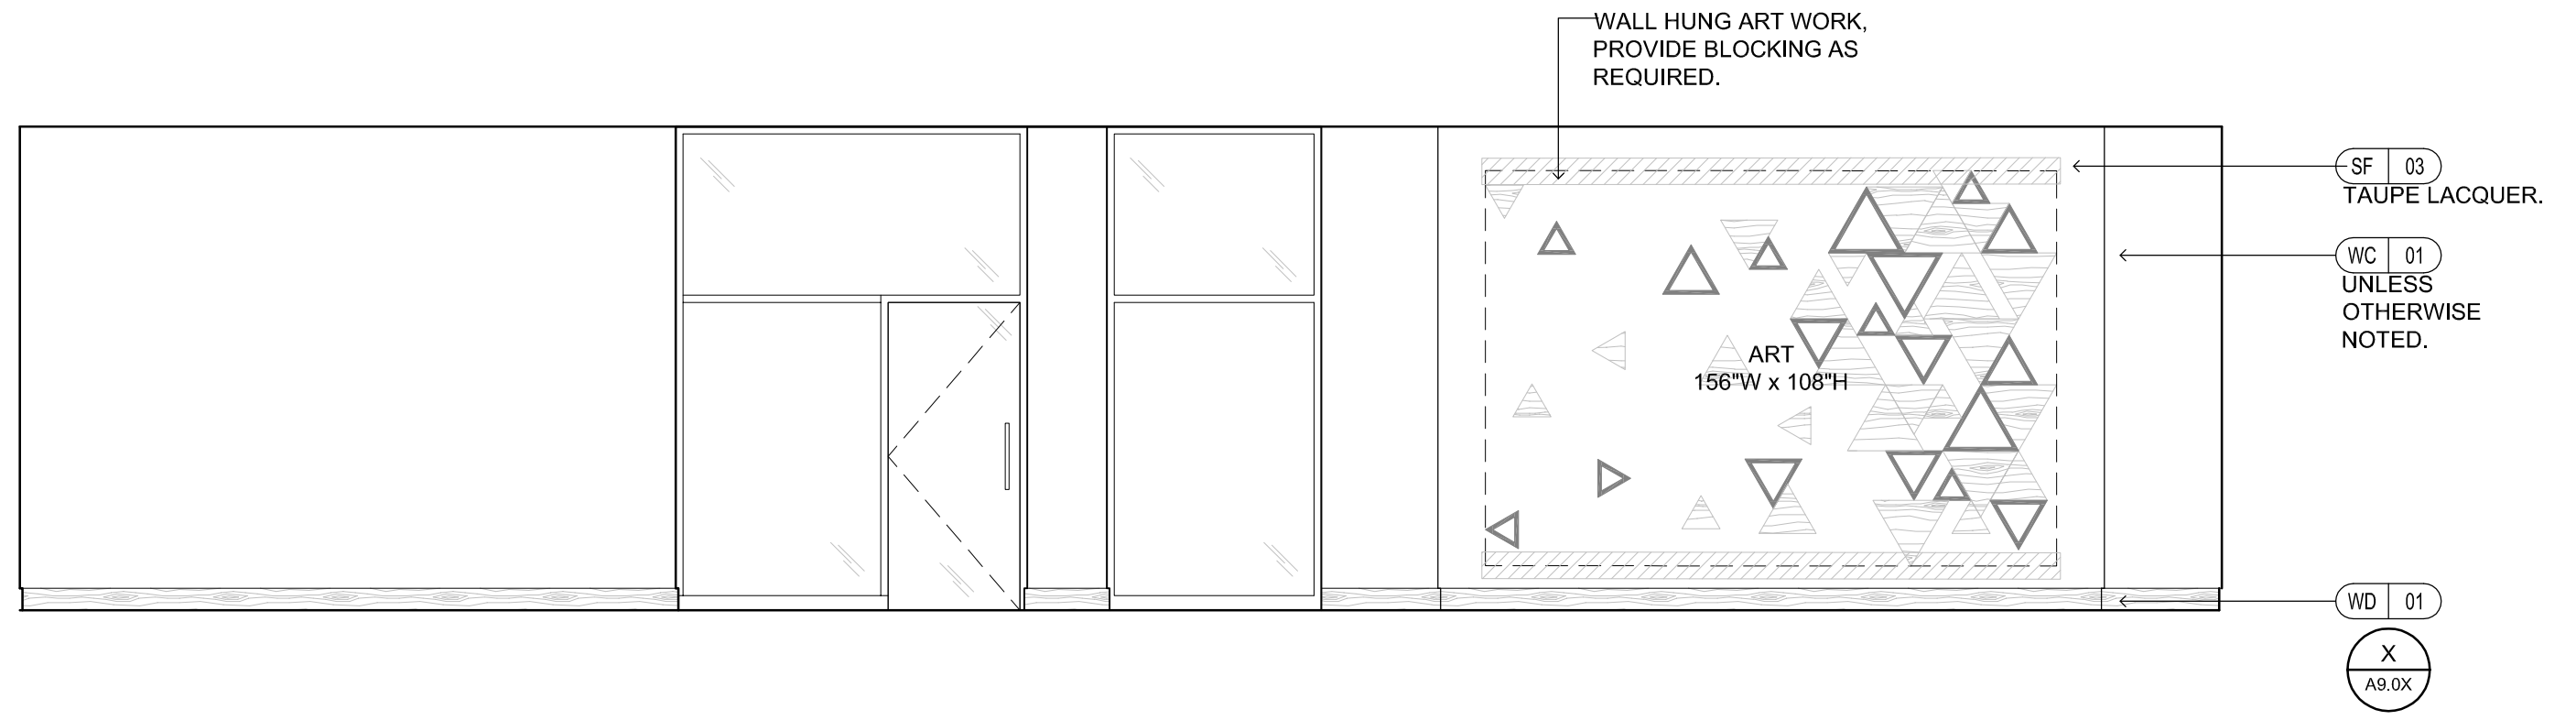 WALL HUNG ART WORK,
PROVIDE BLOCKING AS
REQUIRED.
SF 03
TAUPE LACQUER.
WC 01
UNLESS
OTHERWISE
NOTED.
ART
156"W x 108"H
WD 01
X
A9.0X